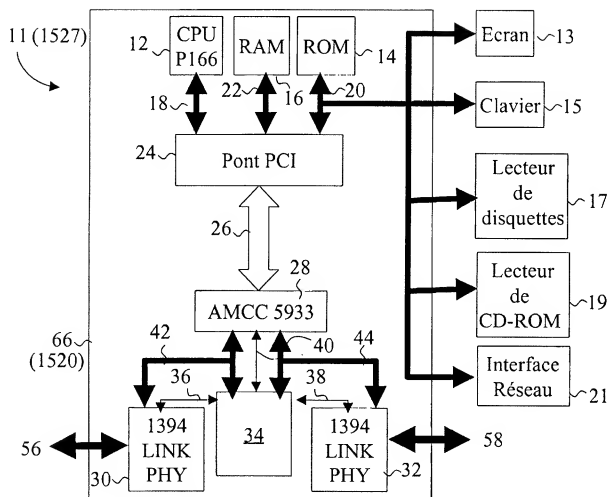 11 (1527)
12
CPU
P166
RAM
ROM
14
Ecran
13
18
22
16
20
Clavier
15
24
Pont PCI
Lecteur
de
disquettes
17
26
28
AMCC 5933
Lecteur
de
CD-ROM
19
66
(1520)
42
40
44
Interface
Réseau
21
36
38
56
1394
LINK
PHY
30
34
1394
LINK
PHY
32
58